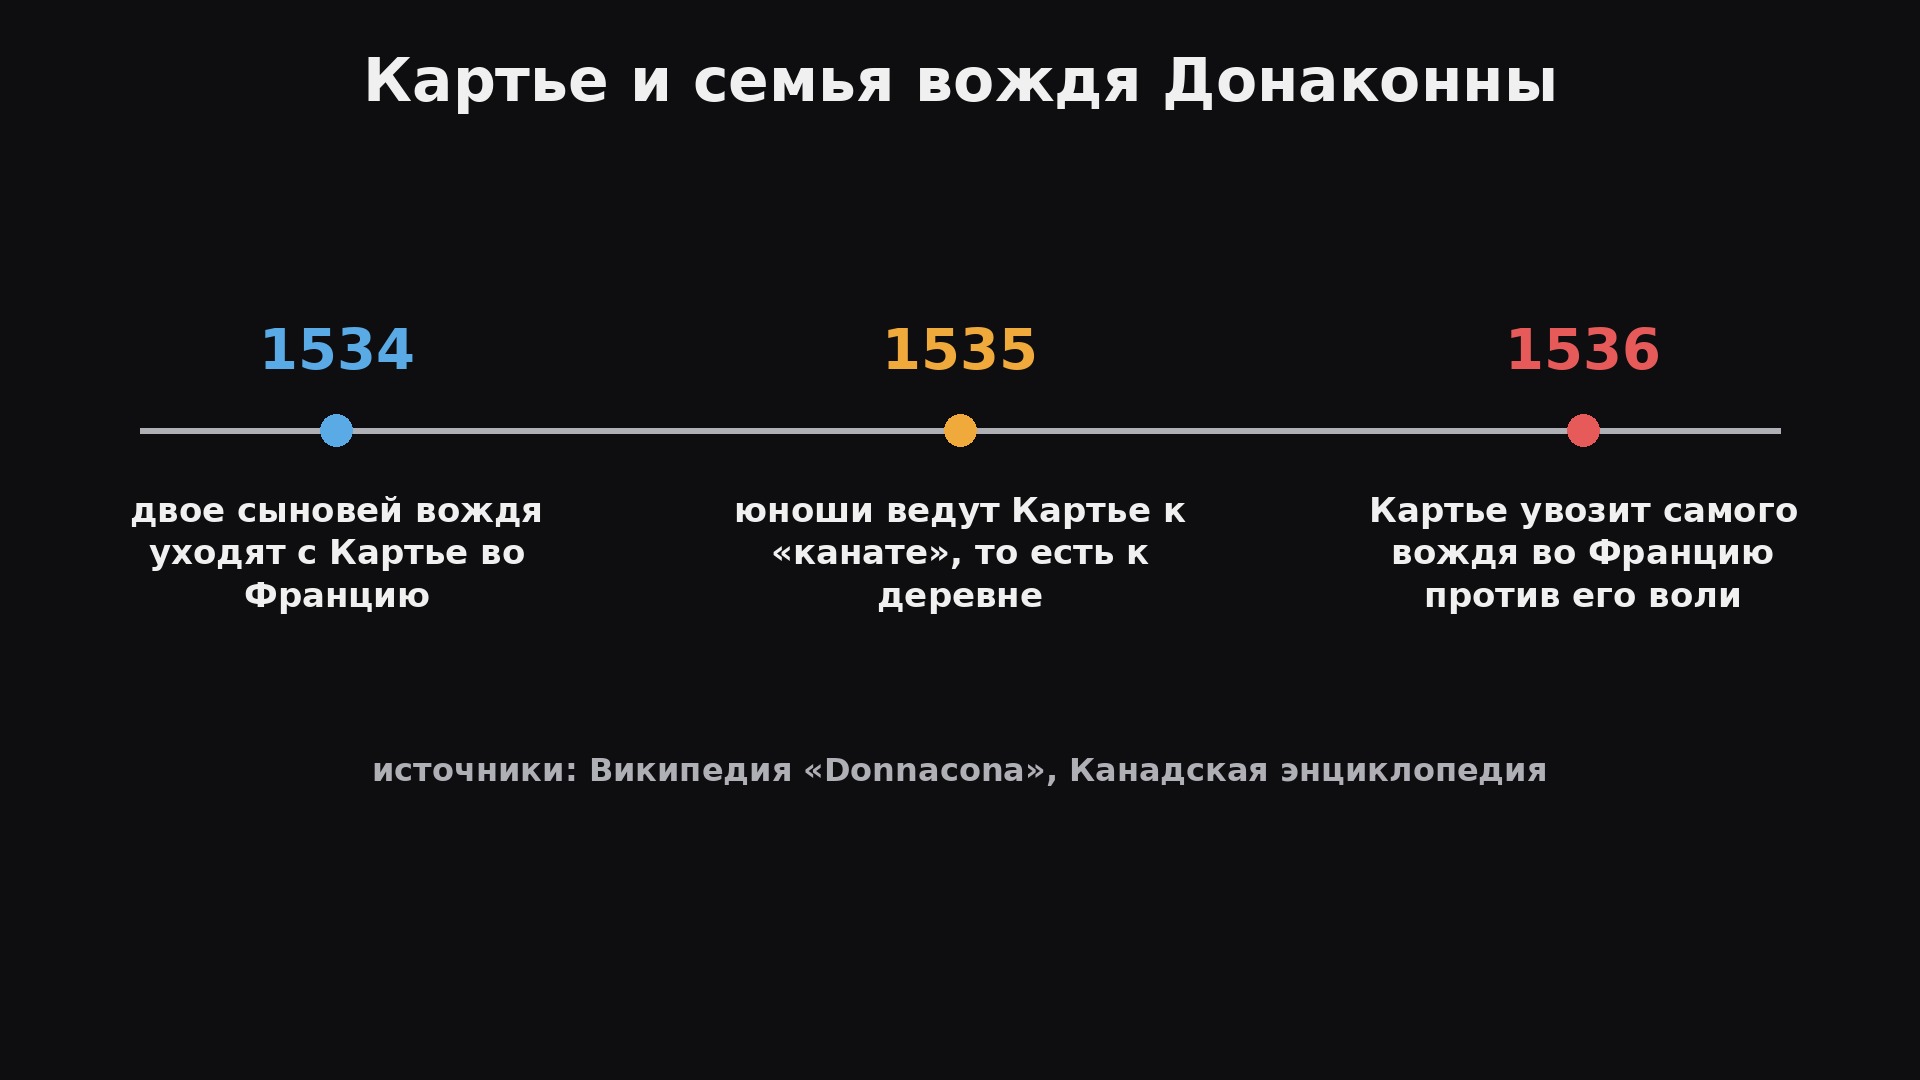 Картье и семья вождя Донаконны
1534
1535
1536
двое сыновей вождя
уходят с Картье во
Францию
юноши ведут Картье к
«канате», то есть к
деревне
Картье увозит самого
вождя во Францию
против его воли
источники: Википедия «Donnacona», Канадская энциклопедия